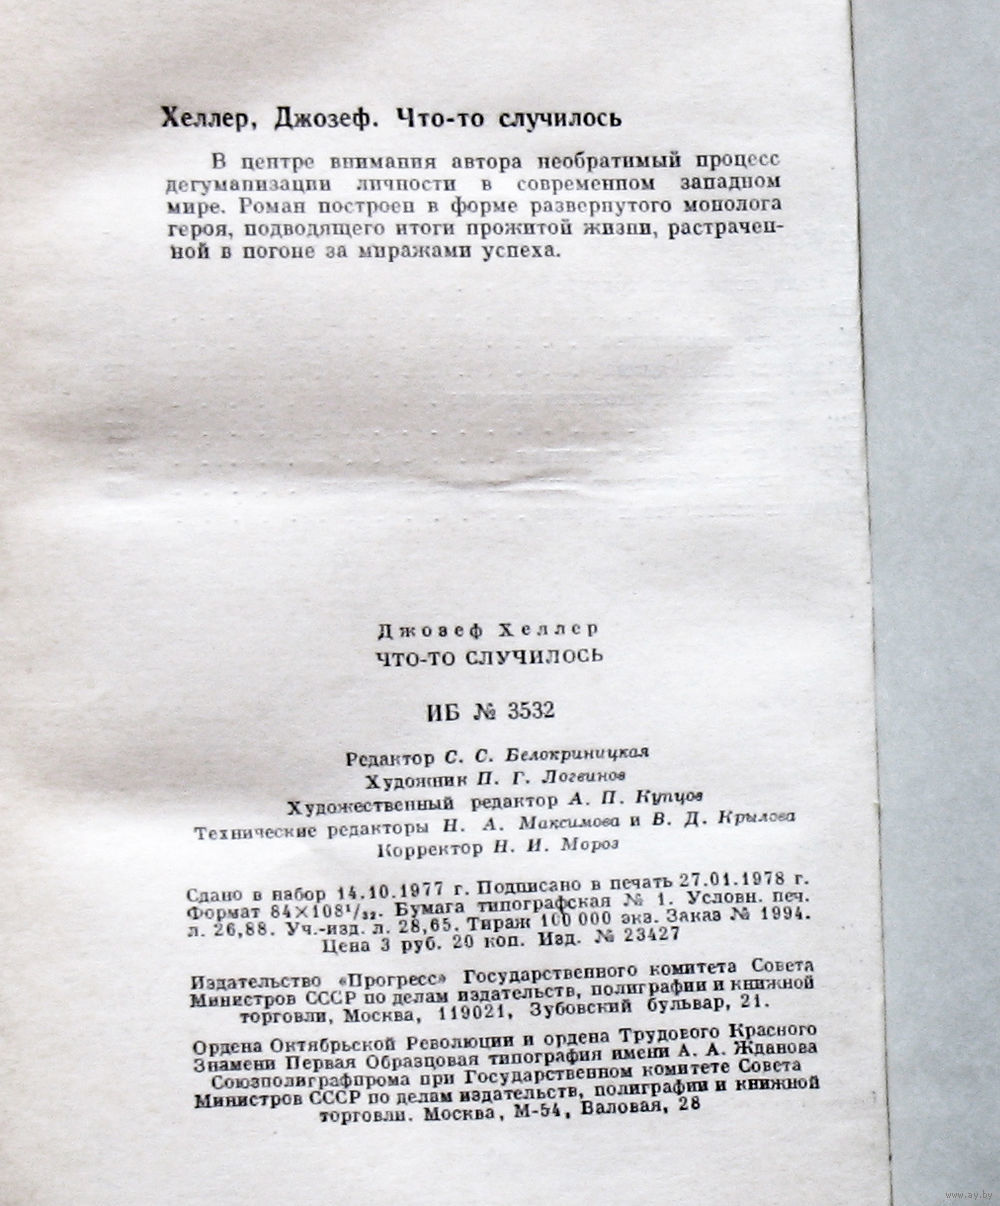 Хеллер, Джозеф. Что-то случилось
В центре внимания автора необратимый процесс
дегуманизации личности в современном западном
мире. Роман построен в форме развернутого монолога
героя, подводящего итоги прожитой жизни, растрачен-
ной в погоне за миражами успеха.
Джозеф Хеллер
ЧТО-ТО СЛУЧИЛОСЬ
ИБ № 3532
Редактор С. С. Белокриницкая
Художник П. Г. Логвинов
Художественный редактор А. П. Купцов
Технические редакторы Н. А. Максимова и В. Д. Крылова
Корректор Н. И. Мороз
Сдано в набор 14.10.1977 г. Подписано в печать 27.01.1978 г.
Формат 84×108¹/₃₂. Бумага типографская № 1. Условн. печ.
л. 26,88. Уч.-изд. л. 28,65. Тираж 100 000 экз. Заказ № 1994.
Цена 3 руб. 20 коп. Изд. № 23427
Издательство «Прогресс» Государственного комитета Совета
Министров СССР по делам издательств, полиграфии и книжной
торговли, Москва, 119021, Зубовский бульвар, 21.
Ордена Октябрьской Революции и ордена Трудового Красного
Знамени Первая Образцовая типография имени А. А. Жданова
Союзполиграфпрома при Государственном комитете Совета
Министров СССР по делам издательств, полиграфии и книжной
торговли. Москва, М-54, Валовая, 28
www.ay.by